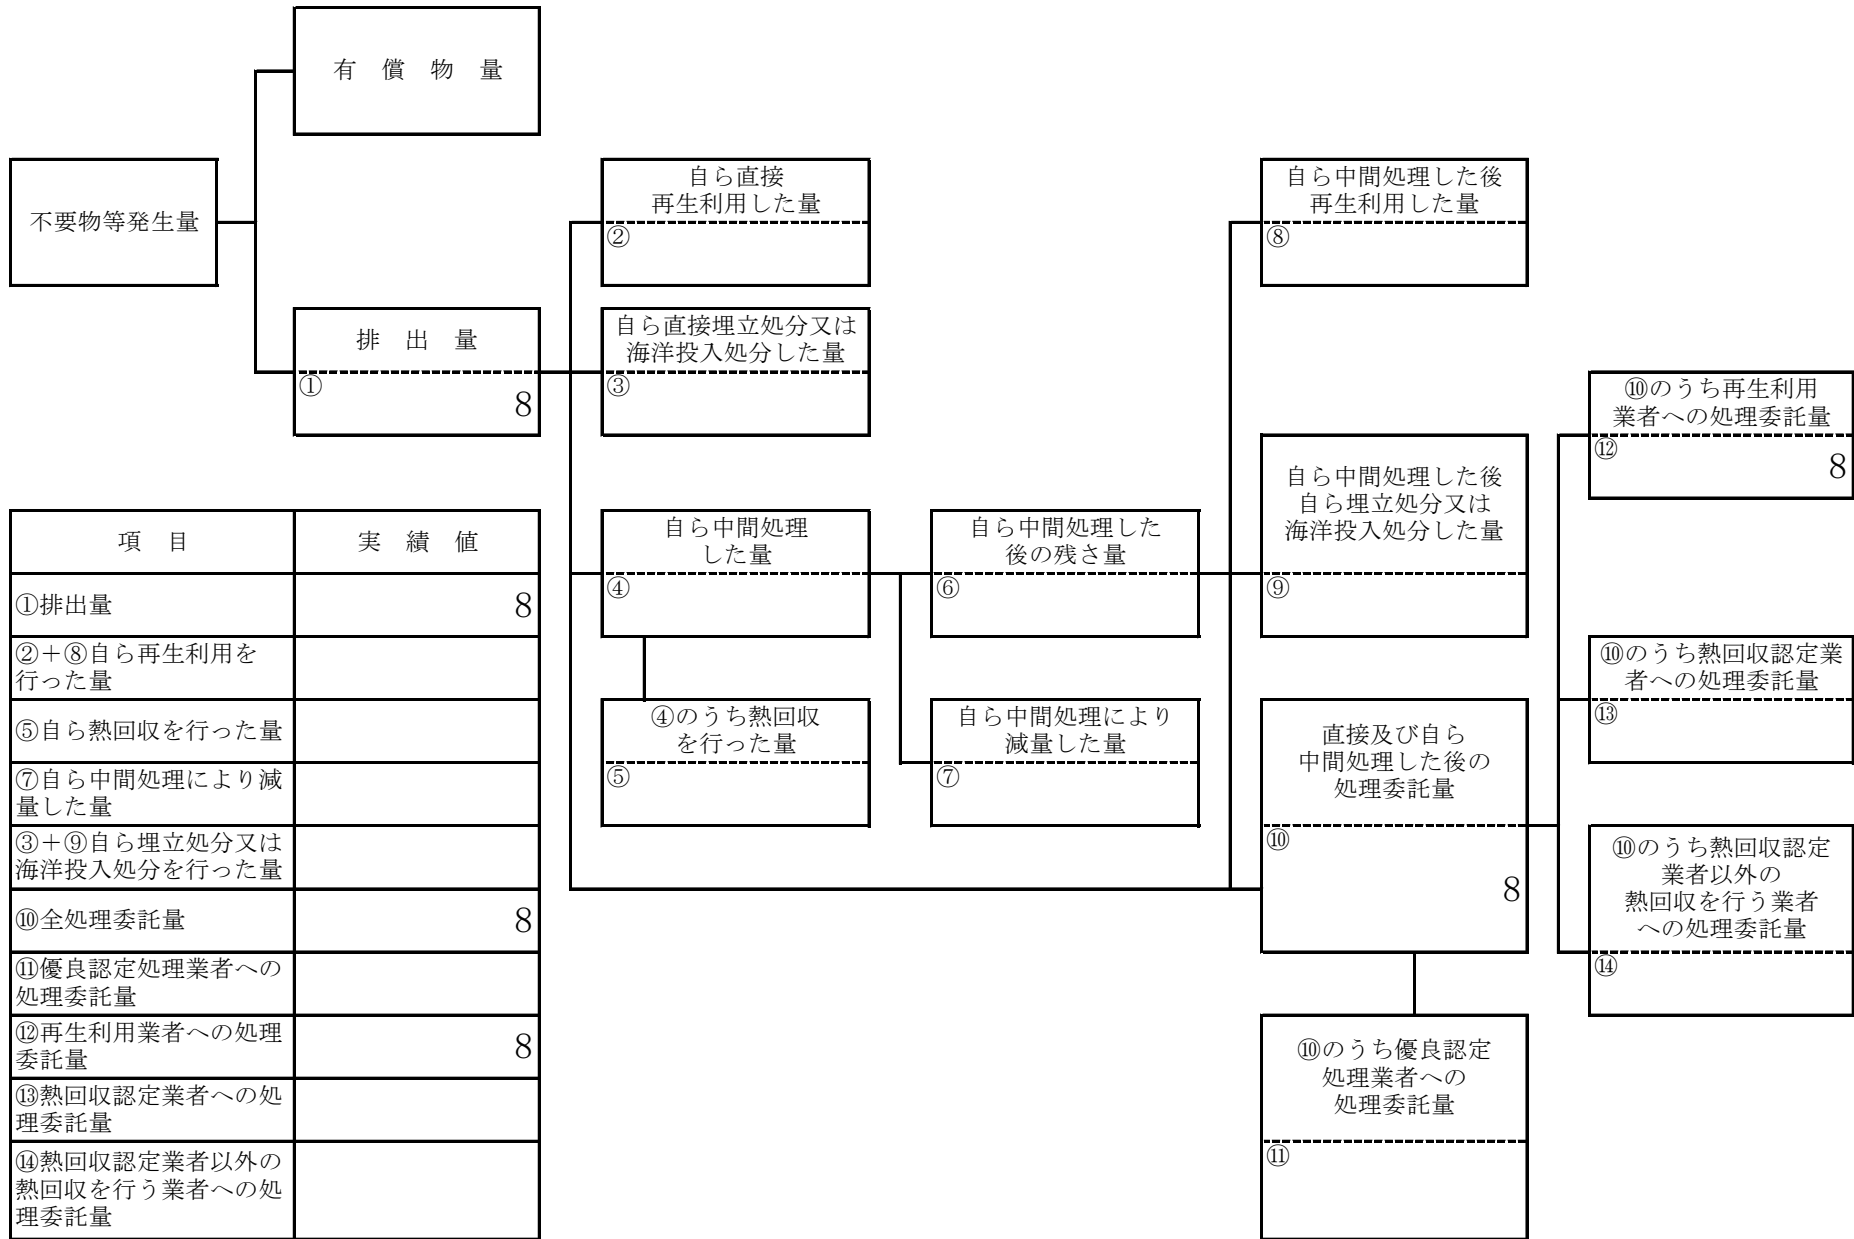 有　償　物　量
不要物等発生量
排　出　量
①
8
自ら直接
再生利用した量
②
自ら直接埋立処分又は
海洋投入処分した量
③
自ら中間処理
した量
④
④のうち熱回収
を行った量
⑤
自ら中間処理した
後の残さ量
⑥
自ら中間処理により
減量した量
⑦
自ら中間処理した後
再生利用した量
⑧
自ら中間処理した後
自ら埋立処分又は
海洋投入処分した量
⑨
直接及び自ら
中間処理した後の
処理委託量
⑩
8
⑩のうち優良認定
処理業者への
処理委託量
⑪
⑩のうち再生利用
業者への処理委託量
⑫
8
⑩のうち熱回収認定業
者への処理委託量
⑬
⑩のうち熱回収認定
業者以外の
熱回収を行う業者
への処理委託量
⑭
項　目　実　績　値
①排出量　8
②＋⑧自ら再生利用を
行った量
⑤自ら熱回収を行った量
⑦自ら中間処理により減
量した量
③＋⑨自ら埋立処分又は
海洋投入処分を行った量
⑩全処理委託量　8
⑪優良認定処理業者への
処理委託量
⑫再生利用業者への処理
委託量　8
⑬熱回収認定業者への処
理委託量
⑭熱回収認定業者以外の
熱回収を行う業者への処
理委託量